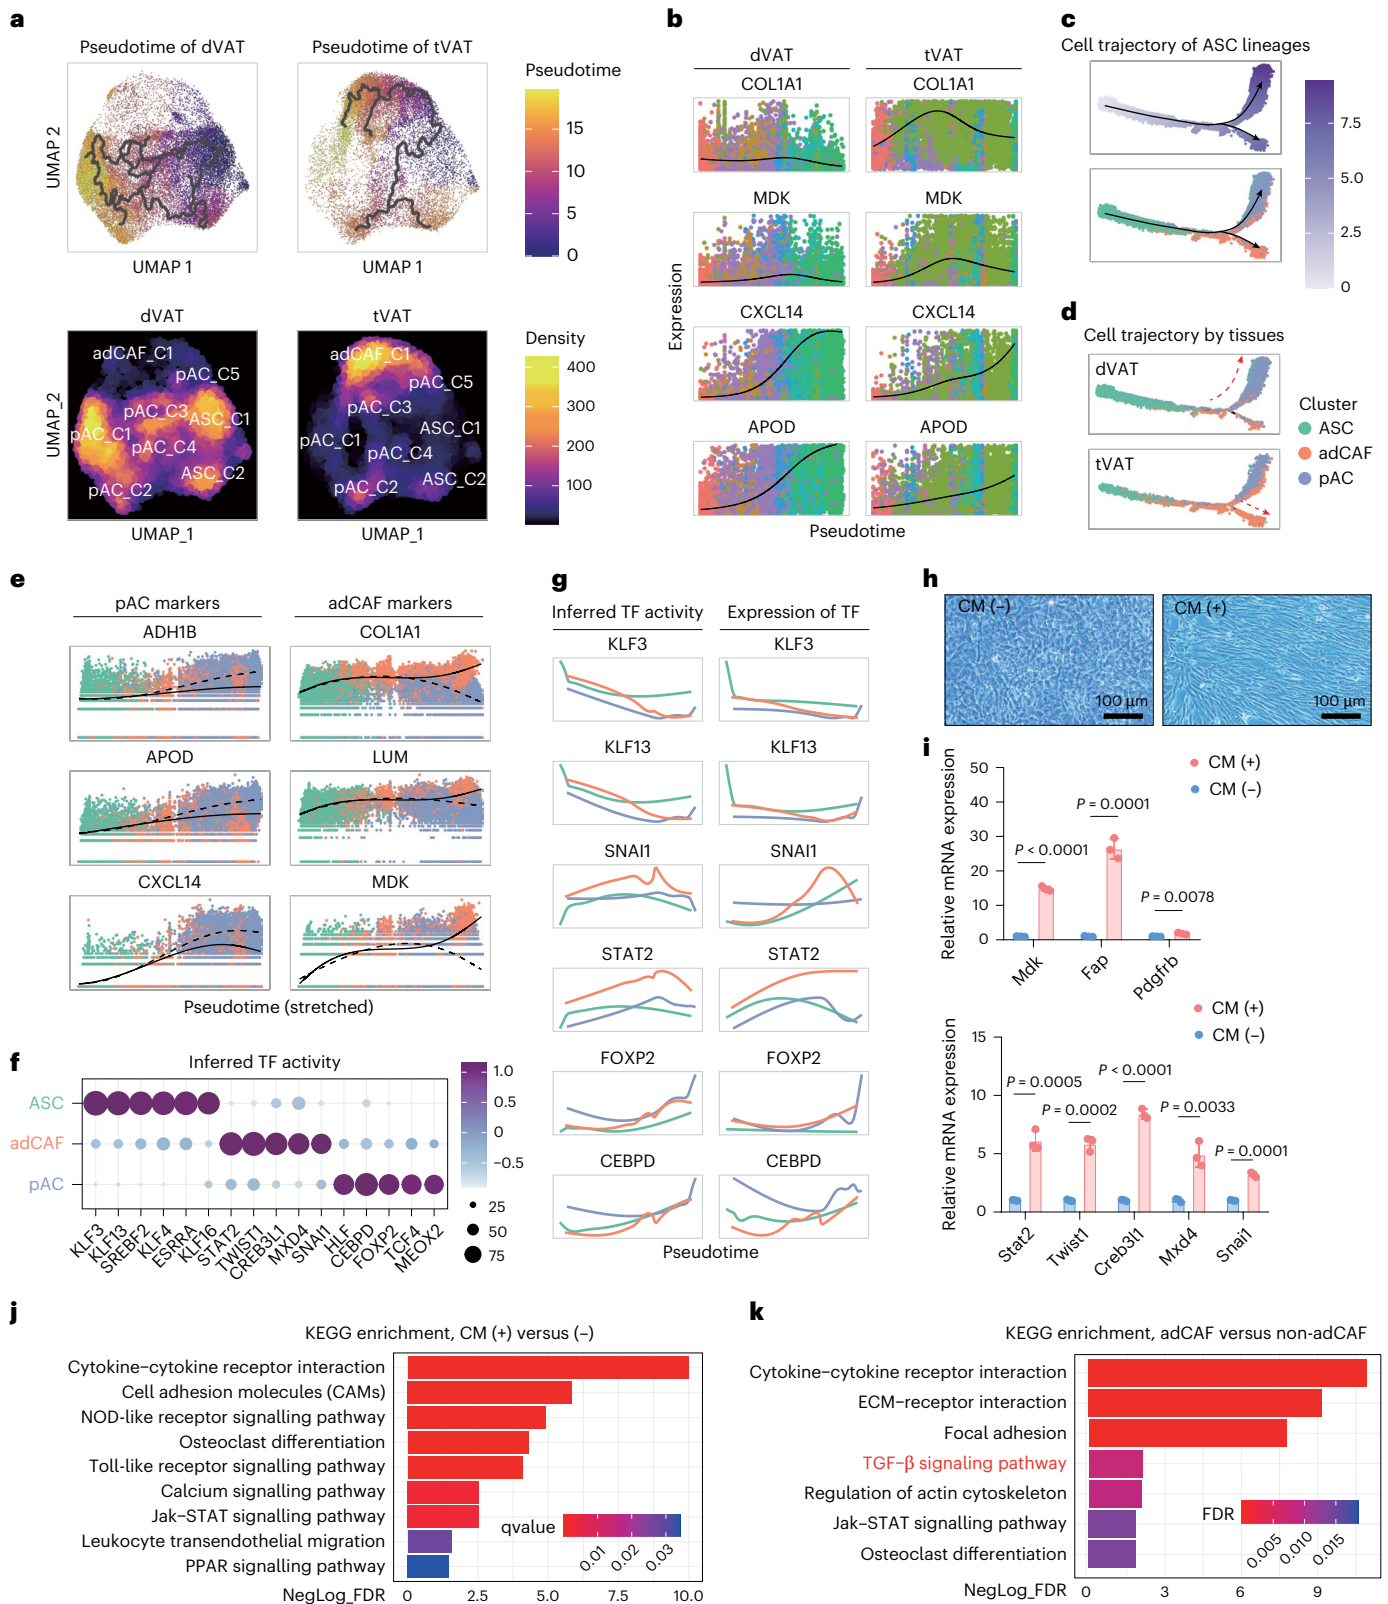 a
Pseudotime of dVAT
Pseudotime of tVAT
Pseudotime
15
10
5
0
UMAP 2
UMAP 1
UMAP 1
dVAT
tVAT
Density
400
300
200
100
adCAF_C1
pAC_C5
pAC_C3
ASC_C1
pAC_C1
pAC_C4
ASC_C2
pAC_C2
adCAF_C1
pAC_C5
pAC_C3
ASC_C1
pAC_C1
pAC_C4
ASC_C2
pAC_C2
UMAP_2
UMAP_1
UMAP_1
b
dVAT
tVAT
COL1A1
COL1A1
MDK
MDK
CXCL14
CXCL14
APOD
APOD
Expression
Pseudotime
c
Cell trajectory of ASC lineages
7.5
5.0
2.5
0
d
Cell trajectory by tissues
dVAT
tVAT
Cluster
ASC
adCAF
pAC
e
pAC markers
adCAF markers
ADH1B
COL1A1
APOD
LUM
CXCL14
MDK
Pseudotime (stretched)
f
Inferred TF activity
ASC
adCAF
pAC
KLF3
KLF13
SREBF2
KLF4
ESRRA
KLF16
STAT2
TWIST1
CREB3L1
MXD4
SNAI1
HLF
CEBPD
FOXP2
TCF4
MEOX2
1.0
0.5
0
−0.5
25
50
75
g
Inferred TF activity
Expression of TF
KLF3
KLF3
KLF13
KLF13
SNAI1
SNAI1
STAT2
STAT2
FOXP2
FOXP2
CEBPD
CEBPD
Pseudotime
h
CM (−)
100 µm
CM (+)
100 µm
i
Relative mRNA expression
50
40
30
20
10
0
CM (+)
CM (−)
P < 0.0001
P = 0.0001
P = 0.0078
Mdk
Fap
Pdgfrb
Relative mRNA expression
15
10
5
0
CM (+)
CM (−)
P = 0.0005
P = 0.0002
P < 0.0001
P = 0.0033
P = 0.0001
Stat2
Twist1
Creb3l1
Mxd4
Snai1
j
KEGG enrichment, CM (+) versus (−)
Cytokine−cytokine receptor interaction
Cell adhesion molecules (CAMs)
NOD-like receptor signalling pathway
Osteoclast differentiation
Toll-like receptor signalling pathway
Calcium signalling pathway
Jak−STAT signalling pathway
Leukocyte transendothelial migration
PPAR signalling pathway
qvalue
0.01
0.02
0.03
NegLog_FDR
0
2.5
5.0
7.5
10.0
k
KEGG enrichment, adCAF versus non-adCAF
Cytokine−cytokine receptor interaction
ECM−receptor interaction
Focal adhesion
TGF−β signaling pathway
Regulation of actin cytoskeleton
Jak−STAT signalling pathway
Osteoclast differentiation
FDR
0.005
0.010
0.015
NegLog_FDR
0
3
6
9